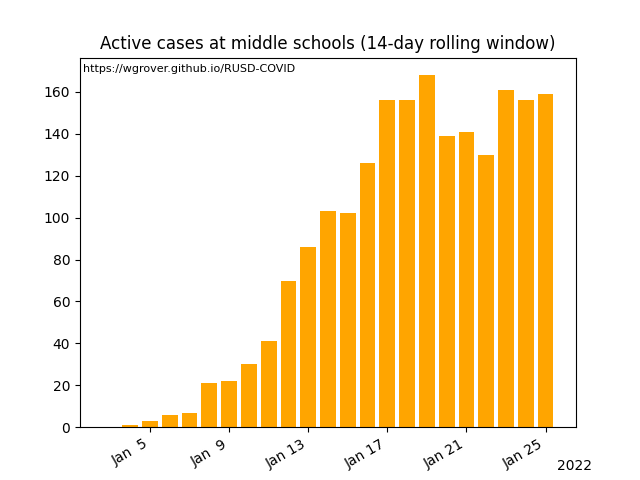 Active cases at middle schools (14-day rolling window)
https://wgrover.github.io/RUSD-COVID
160
140
120
100
80
60
40
20
0
Jan 5
Jan 9
Jan 13
Jan 17
Jan 21
Jan 25
2022